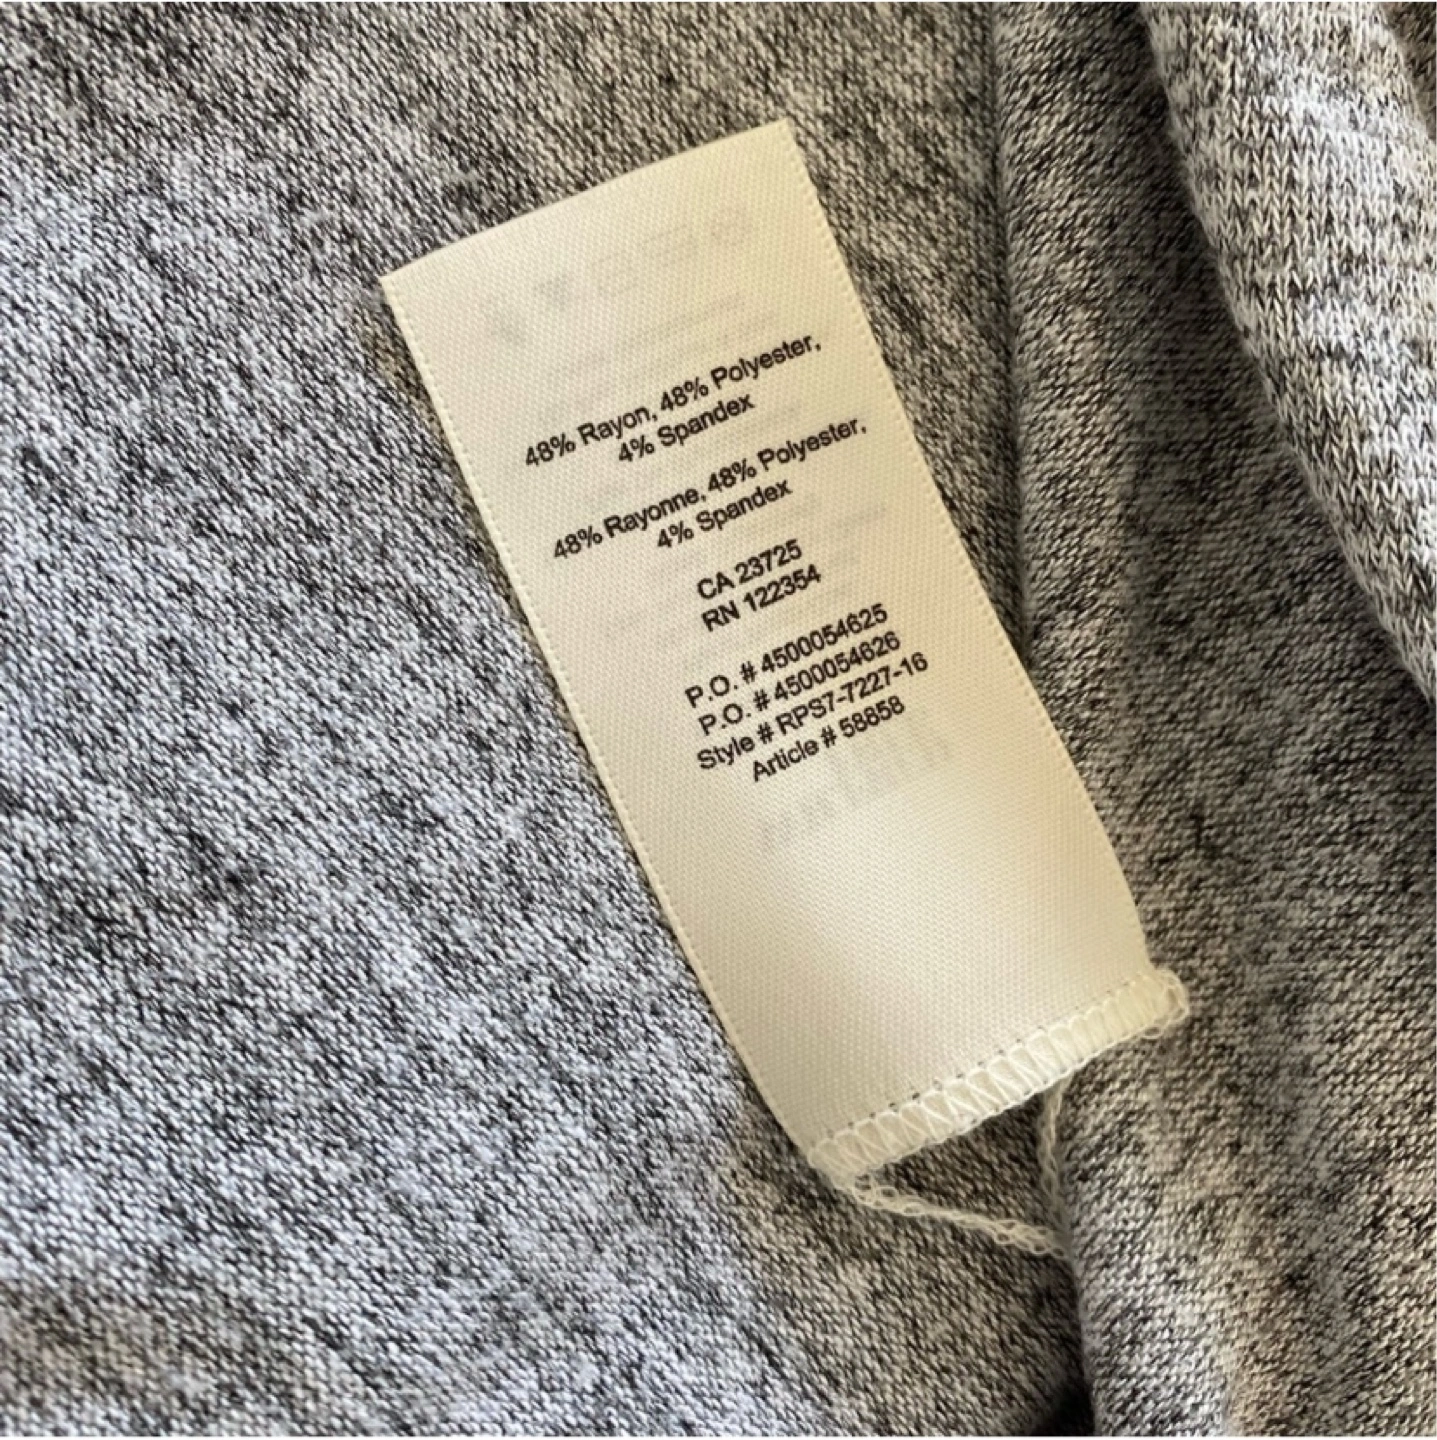 48% Rayon, 48% Polyester,
4% Spandex
48% Rayonne, 48% Polyester,
4% Spandex
CA 23725
RN 122354
P.O. # 4500054625
P.O. # 4500054626
Style # RPS7-7227-16
Article # 58858